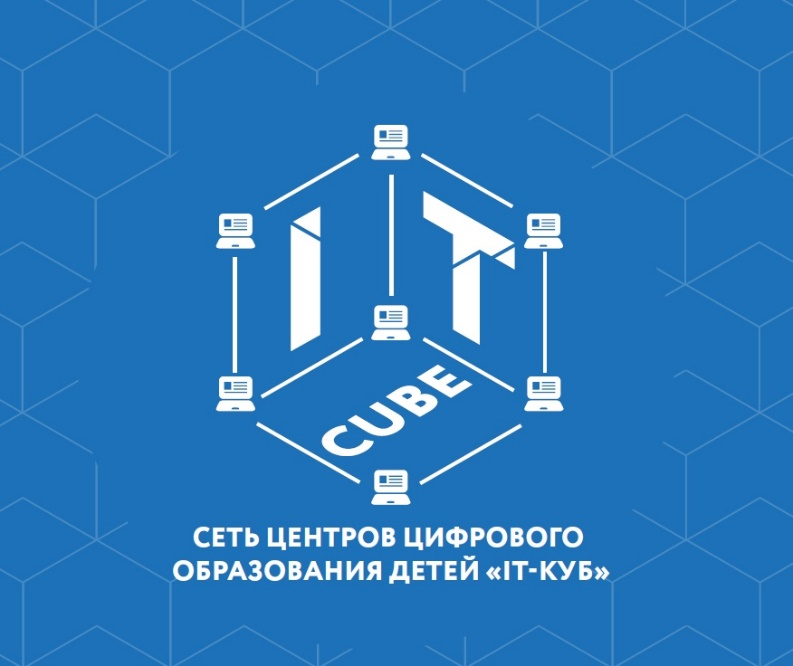 IT
CUBE
СЕТЬ ЦЕНТРОВ ЦИФРОВОГО
ОБРАЗОВАНИЯ ДЕТЕЙ «IT-КУБ»